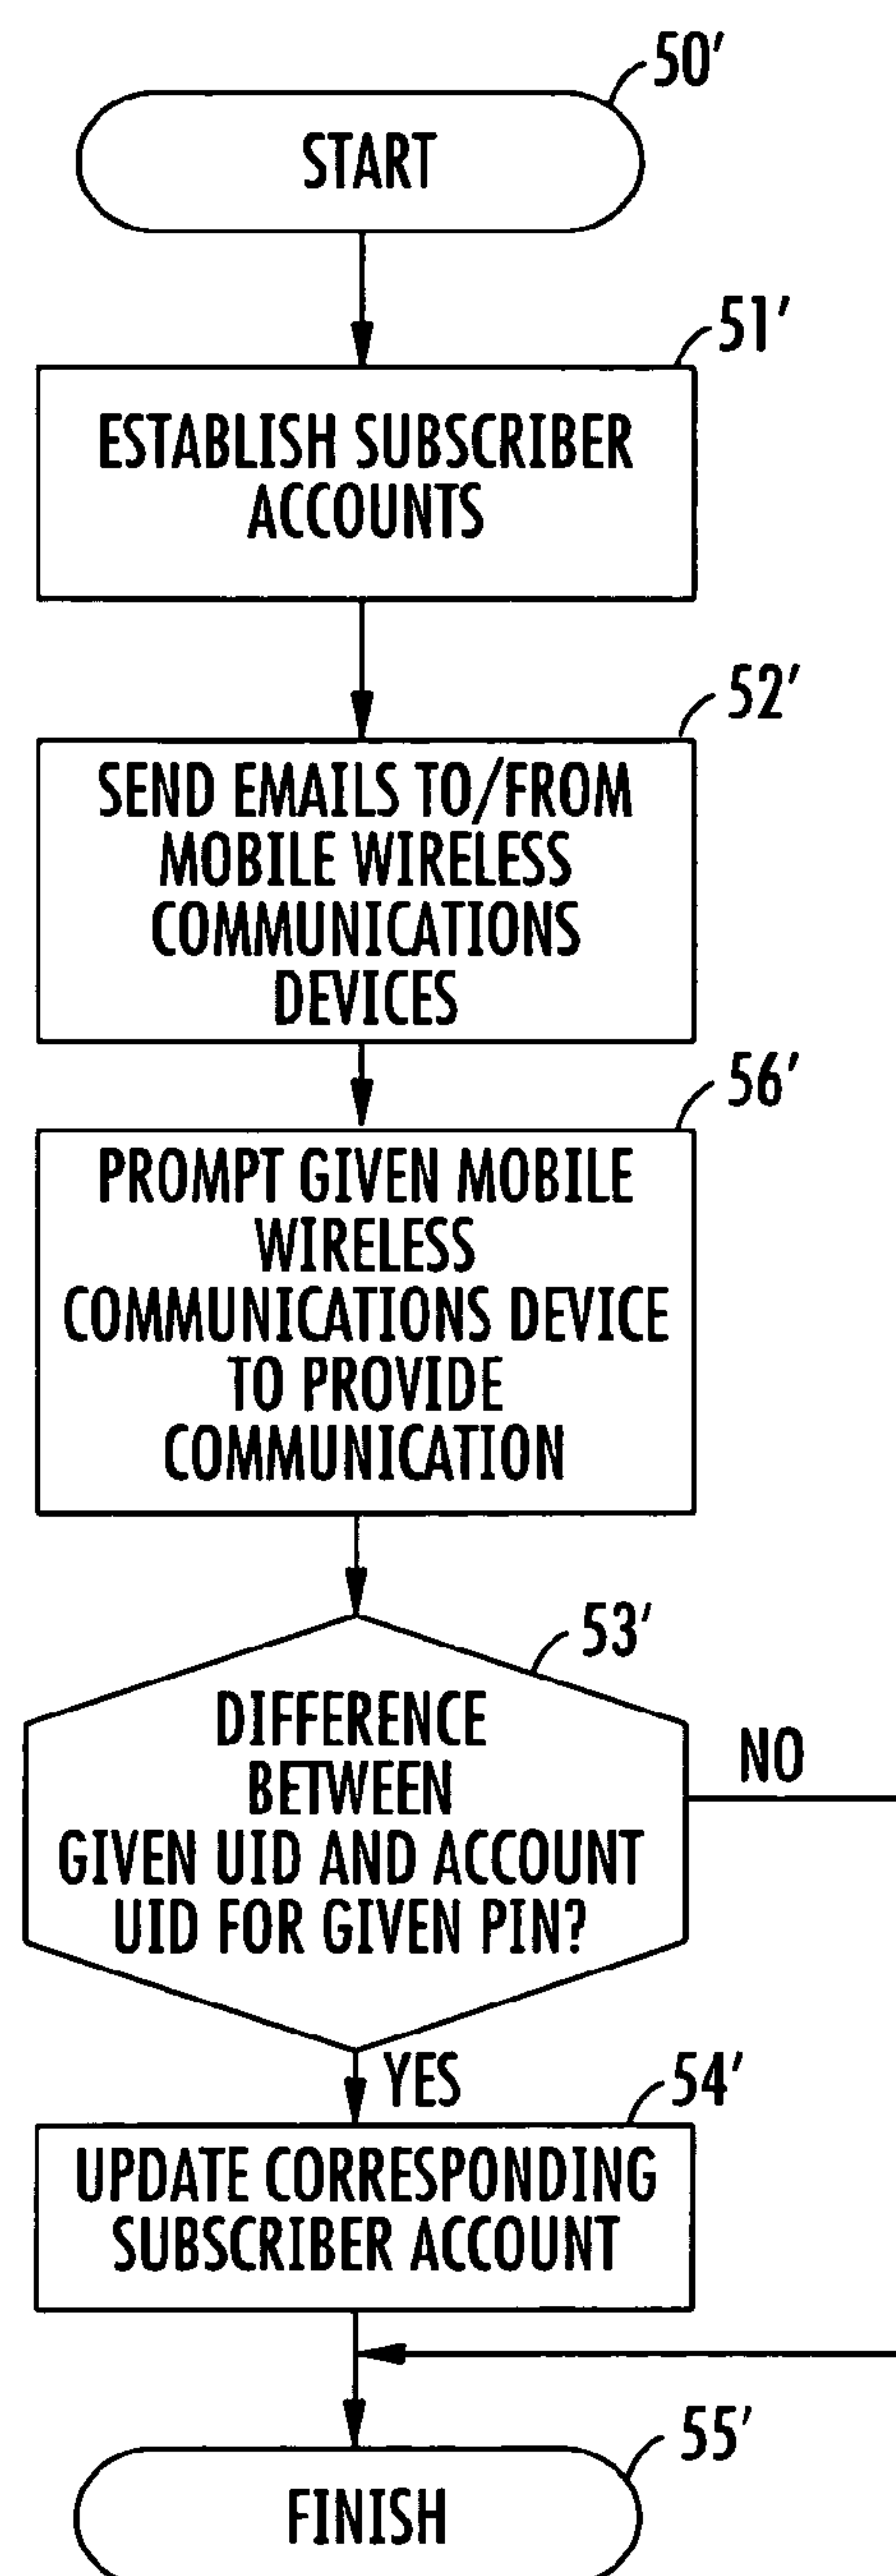 50'
START
51'
ESTABLISH SUBSCRIBER
ACCOUNTS
52'
SEND EMAILS TO/FROM
MOBILE WIRELESS
COMMUNICATIONS
DEVICES
56'
PROMPT GIVEN MOBILE
WIRELESS
COMMUNICATIONS DEVICE
TO PROVIDE
COMMUNICATION
53'
DIFFERENCE
BETWEEN
GIVEN UID AND ACCOUNT
UID FOR GIVEN PIN?
NO
YES
54'
UPDATE CORRESPONDING
SUBSCRIBER ACCOUNT
55'
FINISH